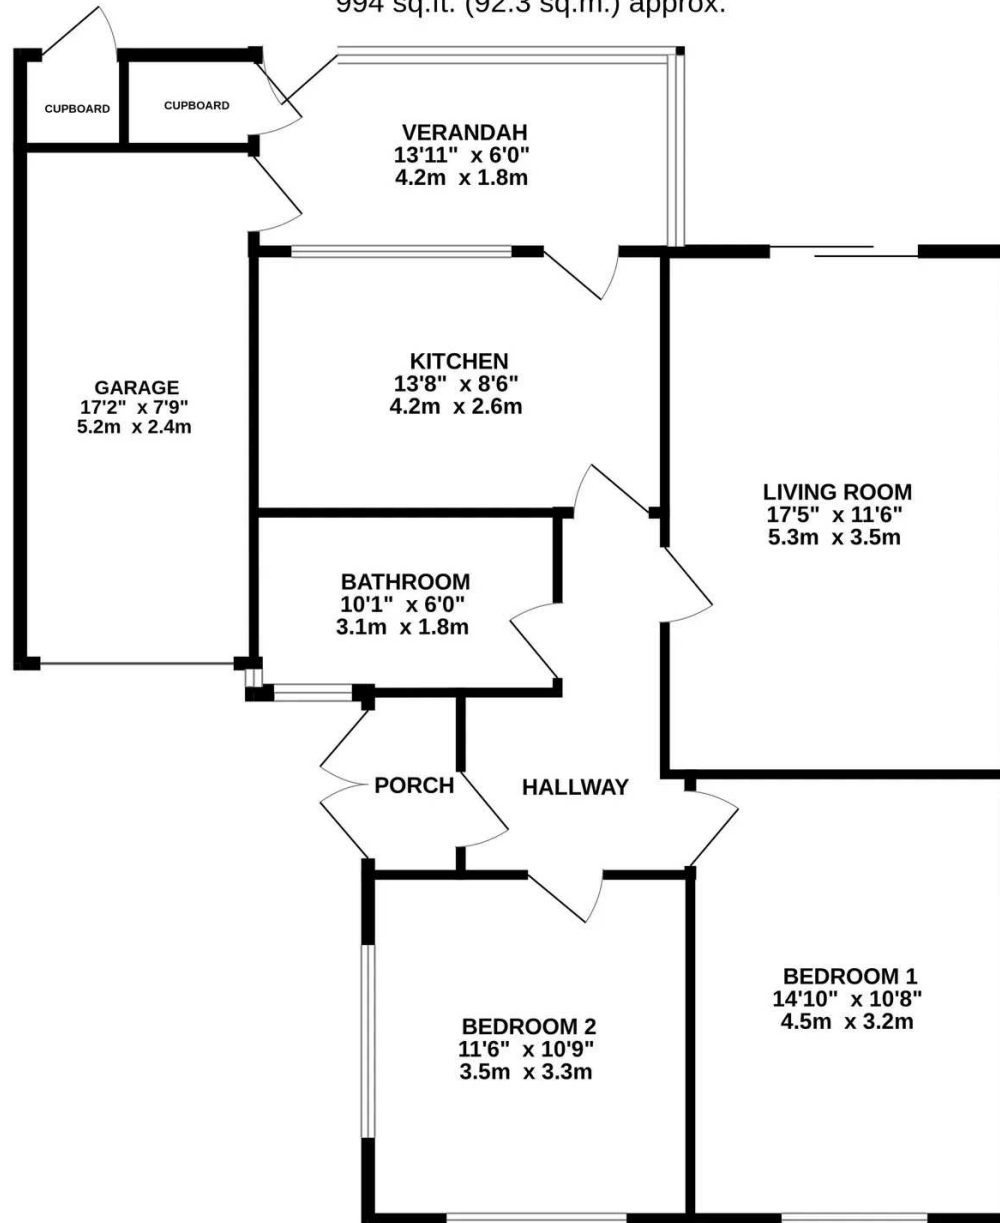 994 sq.ft. (92.3 sq.m.) approx.
CUPBOARD
CUPBOARD
VERANDAH
13'11" x 6'0"
4.2m x 1.8m
KITCHEN
13'8" x 8'6"
4.2m x 2.6m
GARAGE
17'2" x 7'9"
5.2m x 2.4m
LIVING ROOM
17'5" x 11'6"
5.3m x 3.5m
BATHROOM
10'1" x 6'0"
3.1m x 1.8m
PORCH
HALLWAY
BEDROOM 1
14'10" x 10'8"
4.5m x 3.2m
BEDROOM 2
11'6" x 10'9"
3.5m x 3.3m